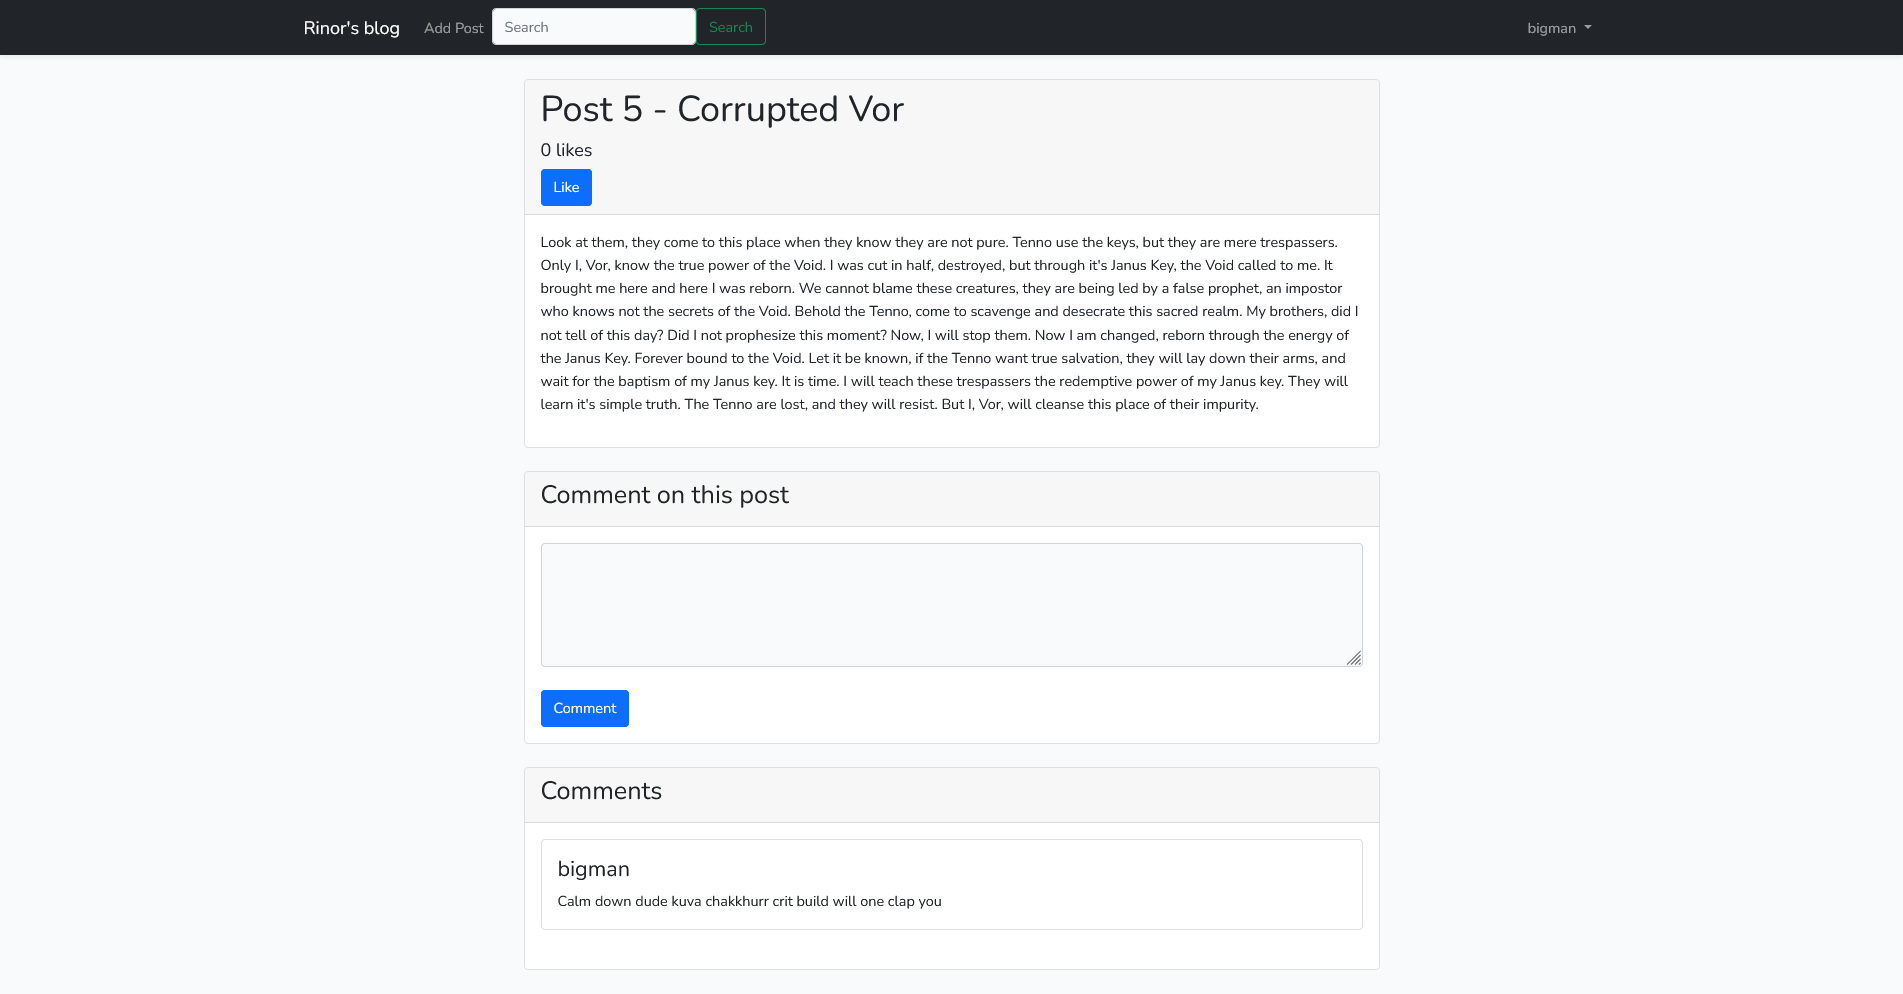 Rinor's blog Add Post Search Search bigman
Post 5 - Corrupted Vor
0 likes
Like
Look at them, they come to this place when they know they are not pure. Tenno use the keys, but they are mere trespassers.
Only I, Vor, know the true power of the Void. I was cut in half, destroyed, but through it's Janus Key, the Void called to me. It
brought me here and here I was reborn. We cannot blame these creatures, they are being led by a false prophet, an impostor
who knows not the secrets of the Void. Behold the Tenno, come to scavenge and desecrate this sacred realm. My brothers, did I
not tell of this day? Did I not prophesize this moment? Now, I will stop them. Now I am changed, reborn through the energy of
the Janus Key. Forever bound to the Void. Let it be known, if the Tenno want true salvation, they will lay down their arms, and
wait for the baptism of my Janus key. It is time. I will teach these trespassers the redemptive power of my Janus key. They will
learn it's simple truth. The Tenno are lost, and they will resist. But I, Vor, will cleanse this place of their impurity.
Comment on this post
Comment
Comments
bigman
Calm down dude kuva chakkhurr crit build will one clap you